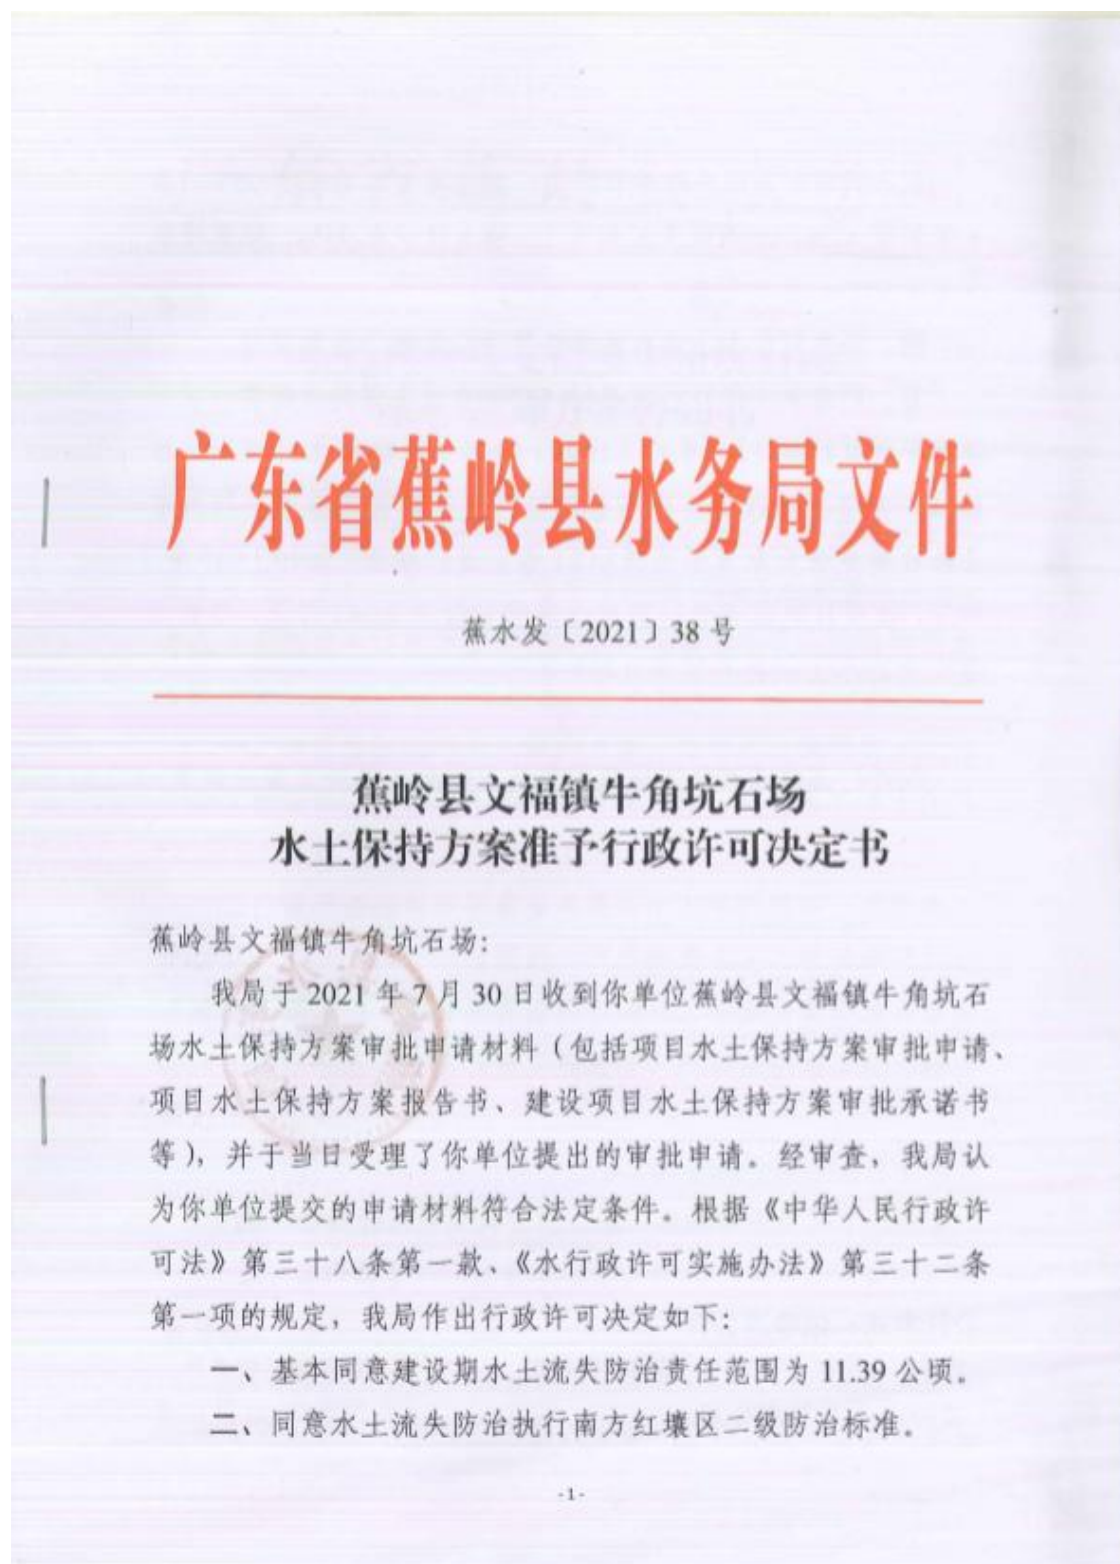 广东省蕉岭县水务局文件
蕉水发〔2021〕38 号
蕉岭县文福镇牛角坑石场
水土保持方案准予行政许可决定书
蕉岭县文福镇牛角坑石场：
我局于 2021 年 7 月 30 日收到你单位蕉岭县文福镇牛角坑石
场水土保持方案审批申请材料（包括项目水土保持方案审批申请、
项目水土保持方案报告书、建设项目水土保持方案审批承诺书
等），并于当日受理了你单位提出的审批申请。经审查，我局认
为你单位提交的申请材料符合法定条件。根据《中华人民行政许
可法》第三十八条第一款、《水行政许可实施办法》第三十二条
第一项的规定，我局作出行政许可决定如下：
一、基本同意建设期水土流失防治责任范围为 11.39 公顷。
二、同意水土流失防治执行南方红壤区二级防治标准。
-1-